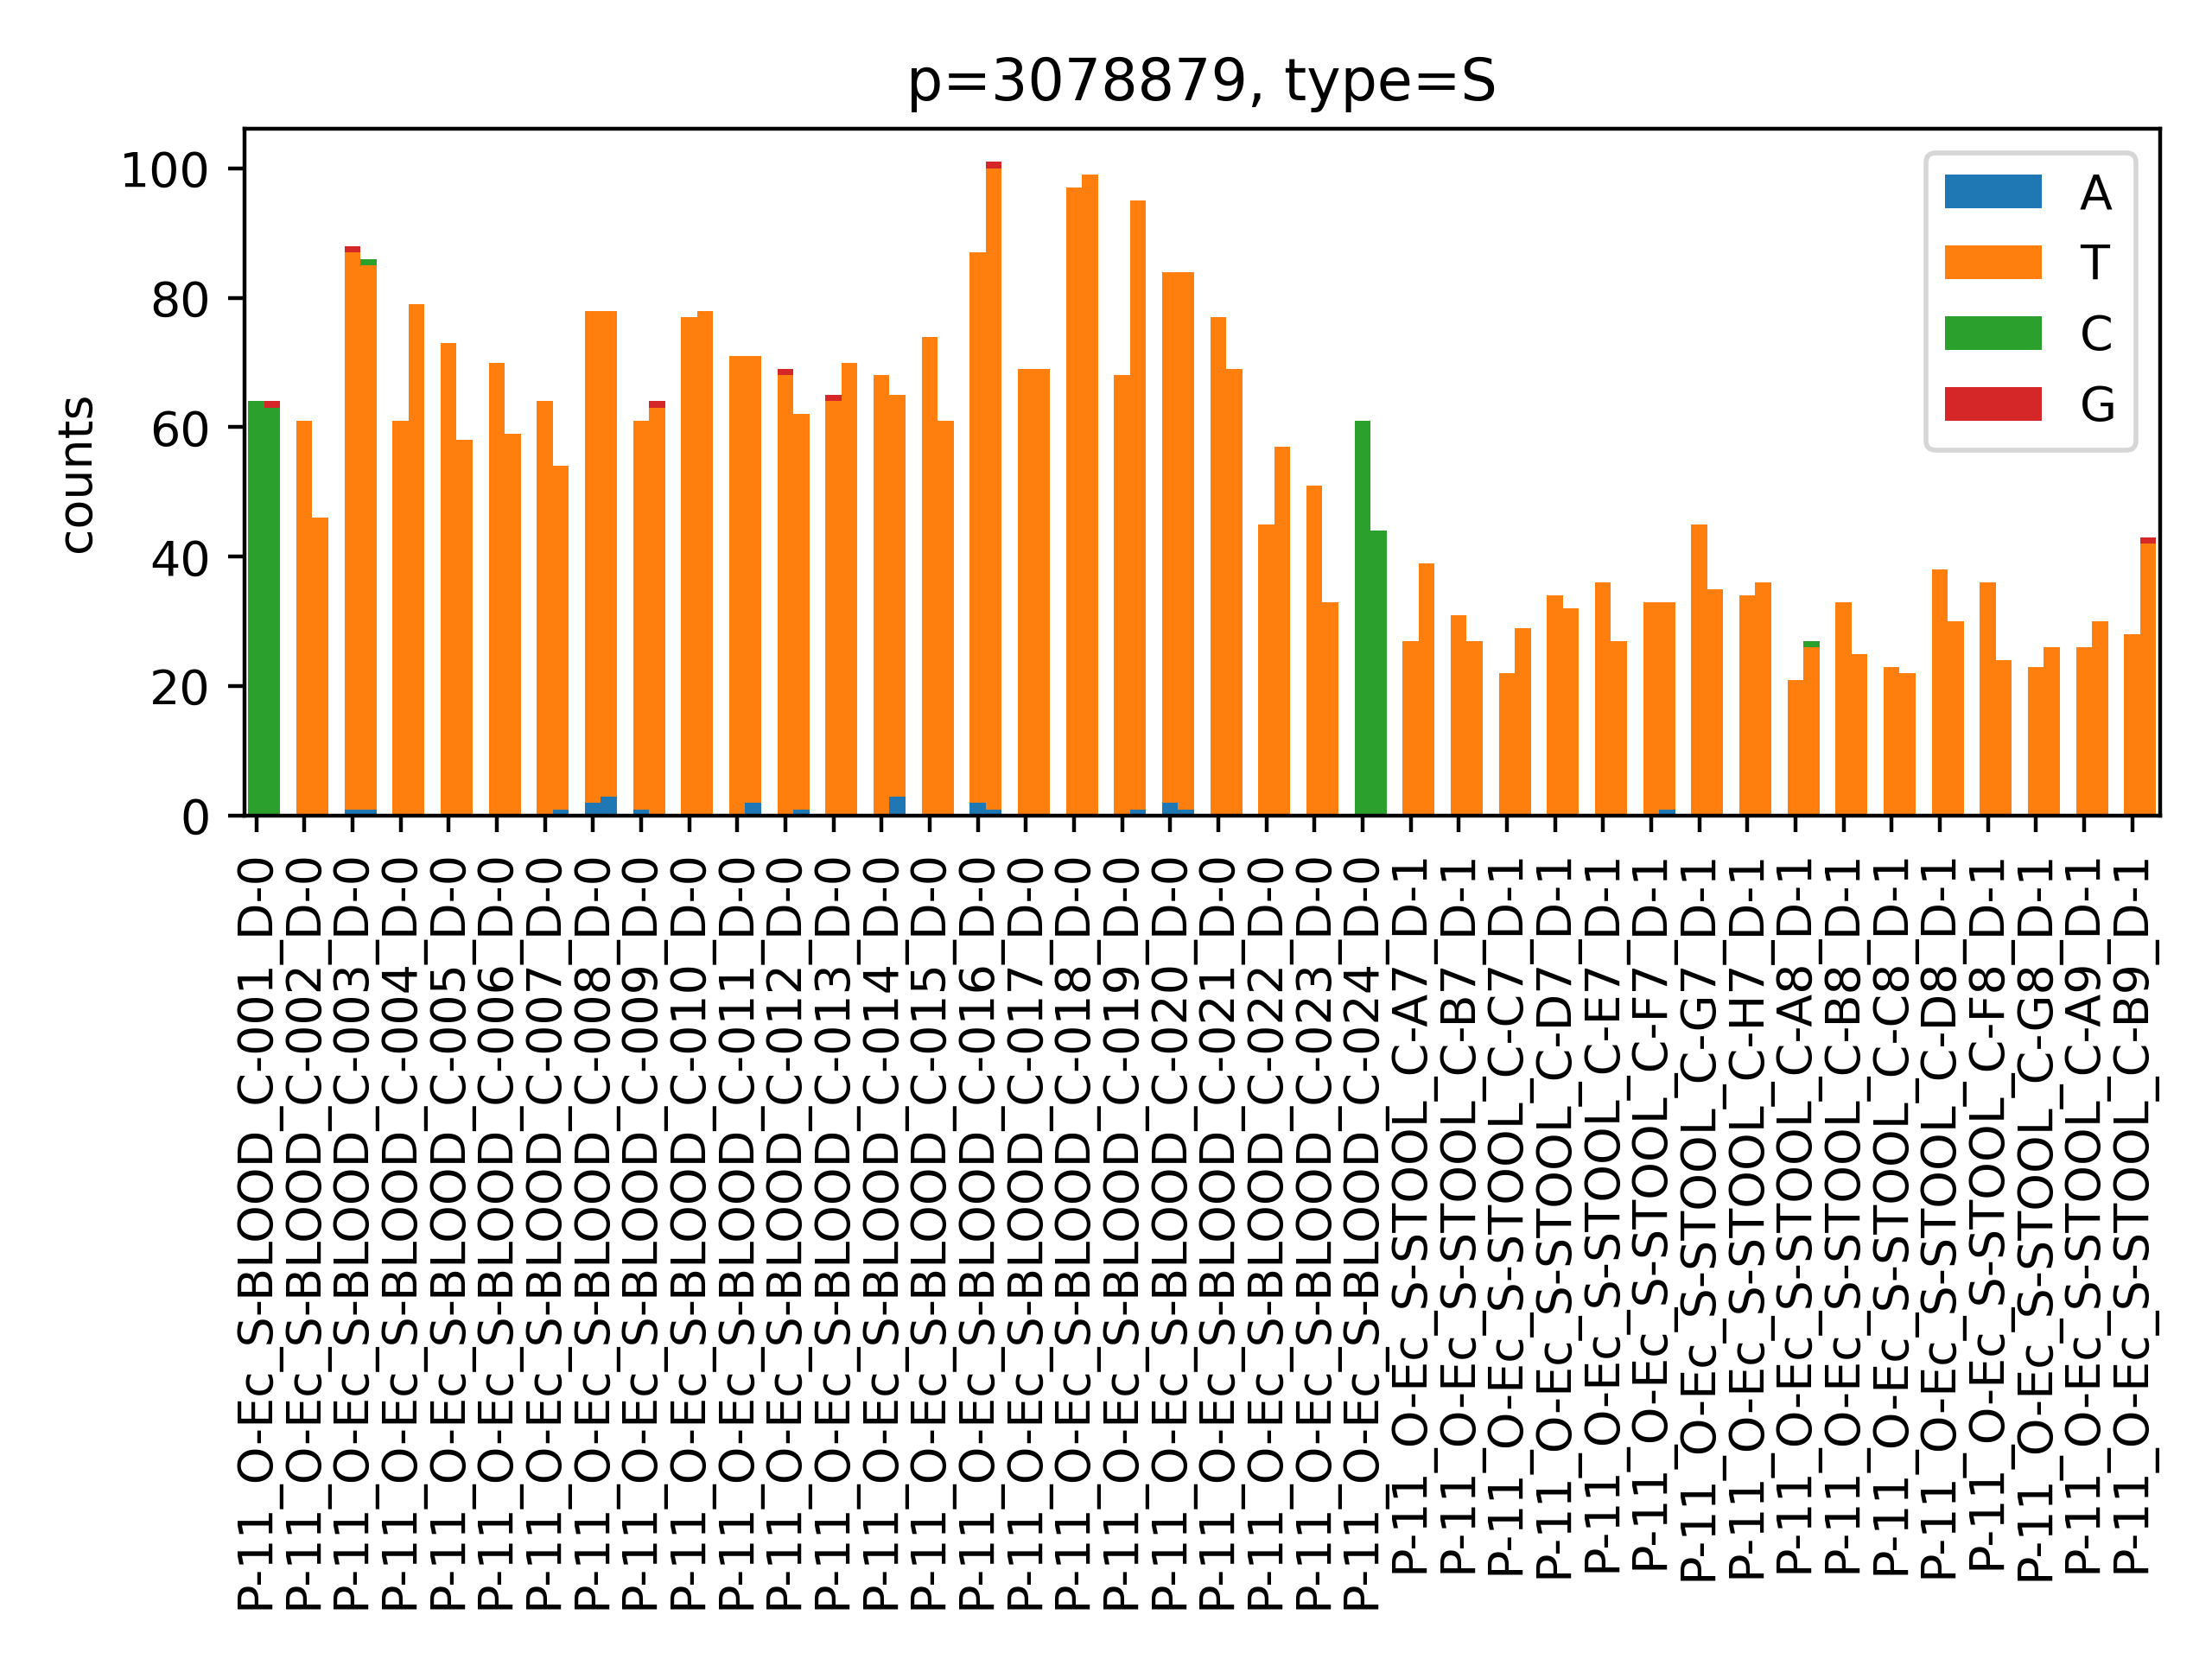 p=3078879, type=S
counts
100
80
60
40
20
0
A
T
C
G
P-11_O-Ec_S-BLOOD_C-001_D-0
P-11_O-Ec_S-BLOOD_C-002_D-0
P-11_O-Ec_S-BLOOD_C-003_D-0
P-11_O-Ec_S-BLOOD_C-004_D-0
P-11_O-Ec_S-BLOOD_C-005_D-0
P-11_O-Ec_S-BLOOD_C-006_D-0
P-11_O-Ec_S-BLOOD_C-007_D-0
P-11_O-Ec_S-BLOOD_C-008_D-0
P-11_O-Ec_S-BLOOD_C-009_D-0
P-11_O-Ec_S-BLOOD_C-010_D-0
P-11_O-Ec_S-BLOOD_C-011_D-0
P-11_O-Ec_S-BLOOD_C-012_D-0
P-11_O-Ec_S-BLOOD_C-013_D-0
P-11_O-Ec_S-BLOOD_C-014_D-0
P-11_O-Ec_S-BLOOD_C-015_D-0
P-11_O-Ec_S-BLOOD_C-016_D-0
P-11_O-Ec_S-BLOOD_C-017_D-0
P-11_O-Ec_S-BLOOD_C-018_D-0
P-11_O-Ec_S-BLOOD_C-019_D-0
P-11_O-Ec_S-BLOOD_C-020_D-0
P-11_O-Ec_S-BLOOD_C-021_D-0
P-11_O-Ec_S-BLOOD_C-022_D-0
P-11_O-Ec_S-BLOOD_C-023_D-0
P-11_O-Ec_S-BLOOD_C-024_D-0
P-11_O-Ec_S-STOOL_C-A7_D-1
P-11_O-Ec_S-STOOL_C-B7_D-1
P-11_O-Ec_S-STOOL_C-C7_D-1
P-11_O-Ec_S-STOOL_C-D7_D-1
P-11_O-Ec_S-STOOL_C-E7_D-1
P-11_O-Ec_S-STOOL_C-F7_D-1
P-11_O-Ec_S-STOOL_C-G7_D-1
P-11_O-Ec_S-STOOL_C-H7_D-1
P-11_O-Ec_S-STOOL_C-A8_D-1
P-11_O-Ec_S-STOOL_C-B8_D-1
P-11_O-Ec_S-STOOL_C-C8_D-1
P-11_O-Ec_S-STOOL_C-D8_D-1
P-11_O-Ec_S-STOOL_C-F8_D-1
P-11_O-Ec_S-STOOL_C-G8_D-1
P-11_O-Ec_S-STOOL_C-A9_D-1
P-11_O-Ec_S-STOOL_C-B9_D-1